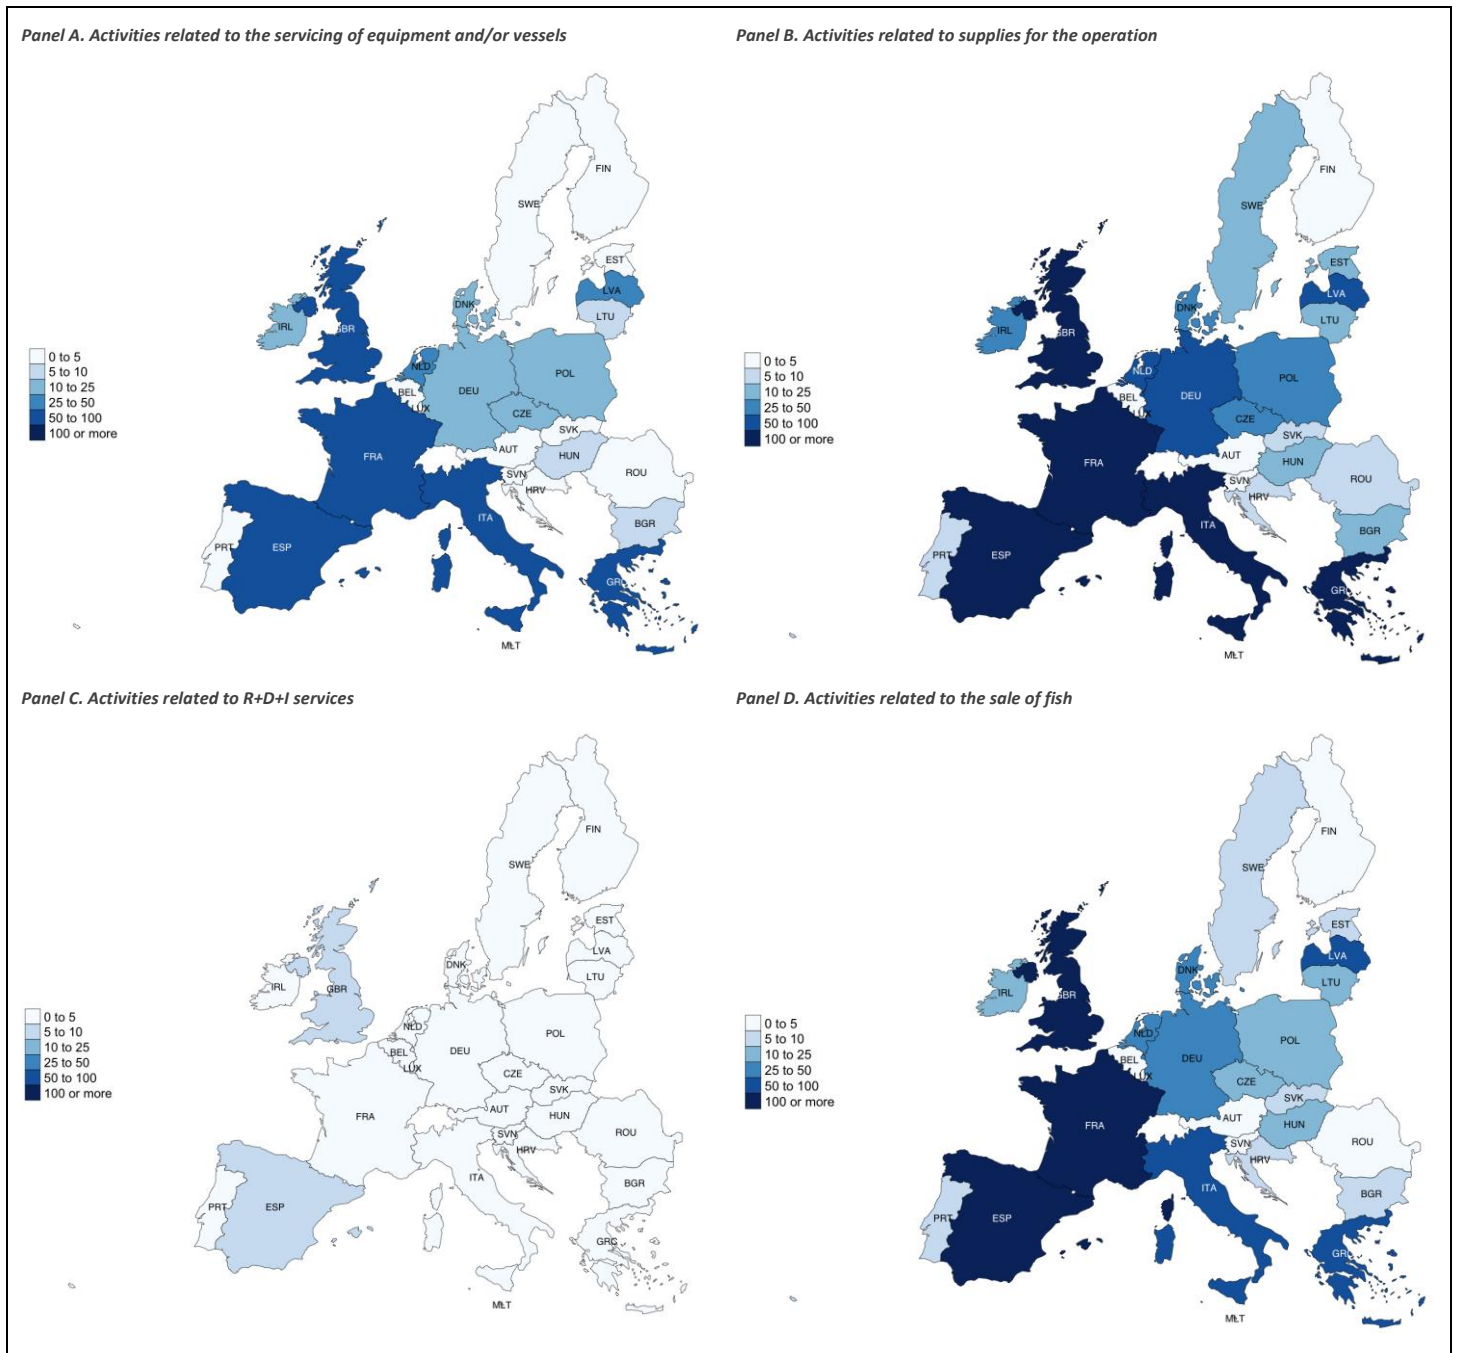 Panel A. Activities related to the servicing of equipment and/or vessels
FIN
SWE
EST
LVA
LTU
DNK
IRL
GBR
NLD
BEL
LUX
DEU
POL
CZE
SVK
AUT
HUN
FRA
SVN
HRV
ROU
BGR
ITA
PRT
ESP
GRC
MLT
0 to 5
5 to 10
10 to 25
25 to 50
50 to 100
100 or more
Panel B. Activities related to supplies for the operation
FIN
SWE
EST
LVA
LTU
DNK
IRL
GBR
NLD
BEL
LUX
DEU
POL
CZE
SVK
AUT
HUN
FRA
SVN
HRV
ROU
BGR
ITA
PRT
ESP
GRC
MLT
0 to 5
5 to 10
10 to 25
25 to 50
50 to 100
100 or more
Panel C. Activities related to R+D+I services
FIN
SWE
EST
LVA
LTU
DNK
IRL
GBR
NLD
BEL
LUX
DEU
POL
CZE
SVK
AUT
HUN
FRA
SVN
HRV
ROU
BGR
ITA
PRT
ESP
GRC
MLT
0 to 5
5 to 10
10 to 25
25 to 50
50 to 100
100 or more
Panel D. Activities related to the sale of fish
FIN
SWE
EST
LVA
LTU
DNK
IRL
GBR
NLD
BEL
LUX
DEU
POL
CZE
SVK
AUT
HUN
FRA
SVN
HRV
ROU
BGR
ITA
PRT
ESP
GRC
MLT
0 to 5
5 to 10
10 to 25
25 to 50
50 to 100
100 or more